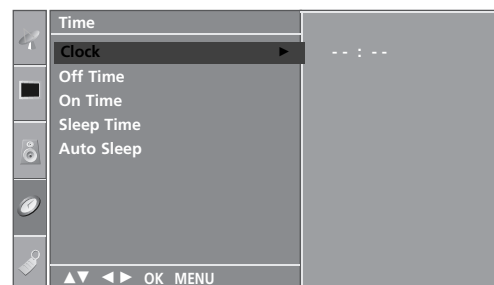 Time
Clock ► -- : --
Off Time
On Time
Sleep Time
Auto Sleep
▲▼ ◄► OK MENU